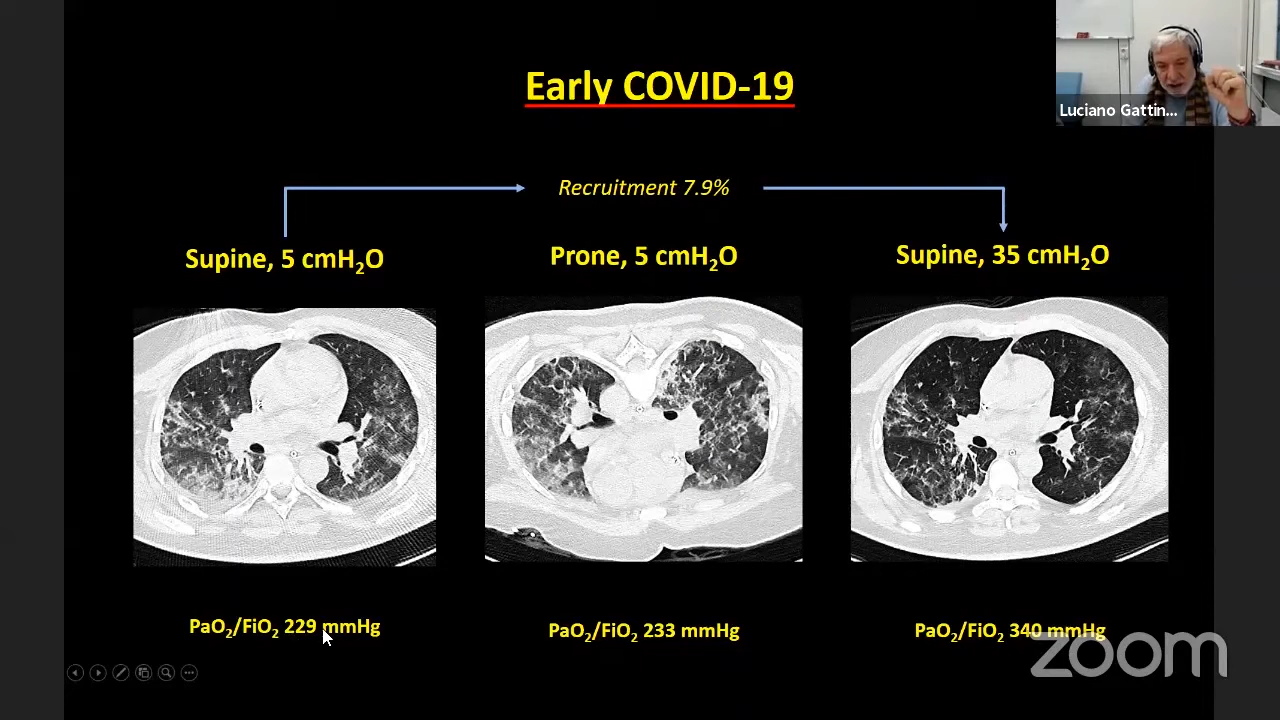 Early COVID-19
Luciano Gattin...
Recruitment 7.9%
Supine, 5 cmH₂O
Prone, 5 cmH₂O
Supine, 35 cmH₂O
PaO₂/FiO₂ 229 mmHg
PaO₂/FiO₂ 233 mmHg
PaO₂/FiO₂ 340 mmHg
zoom